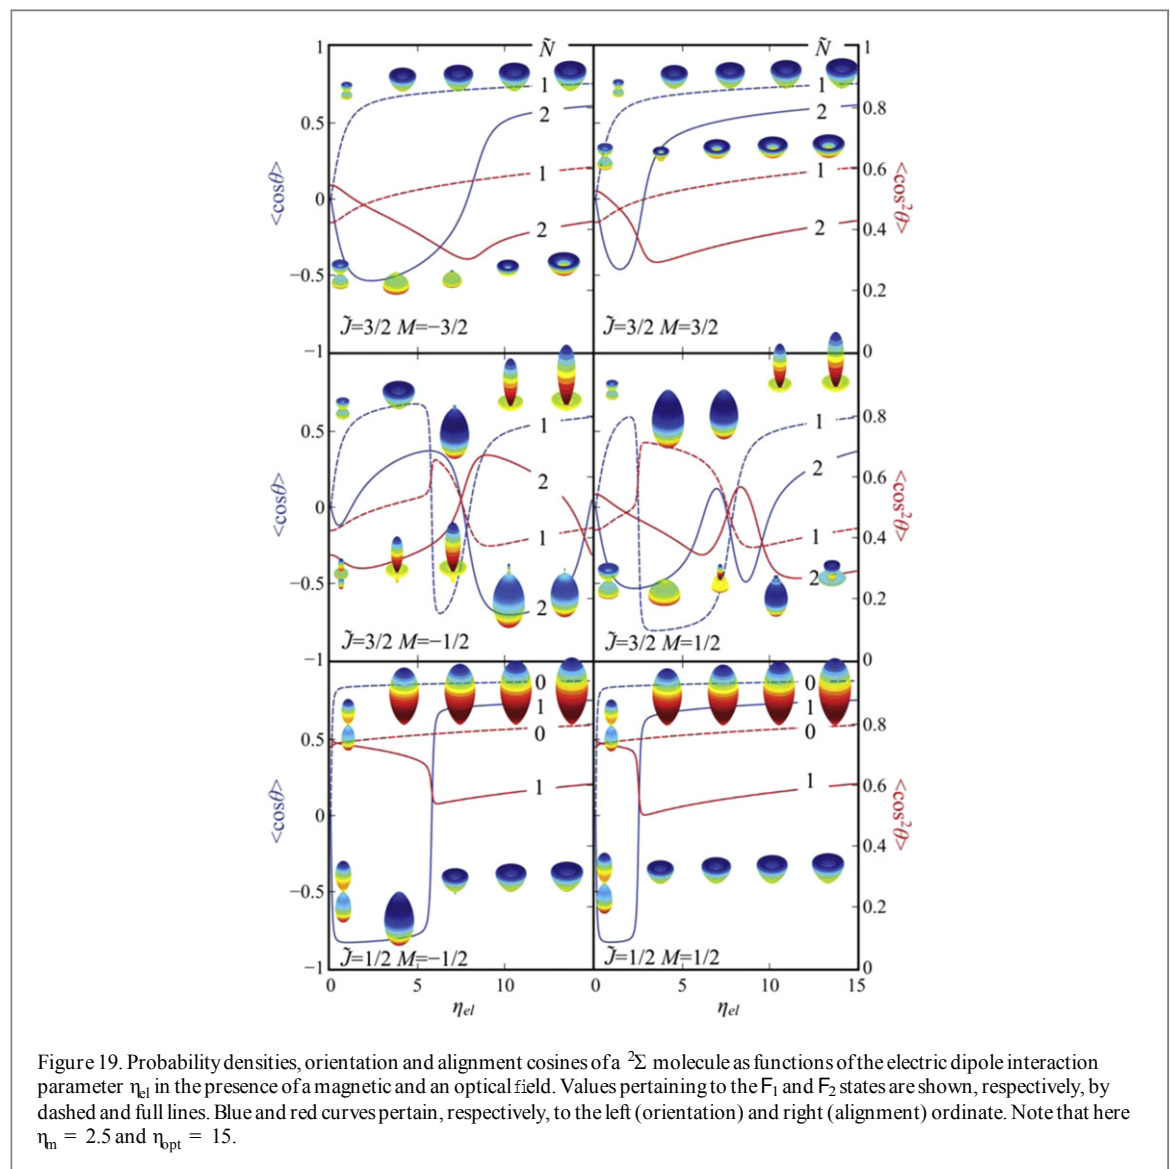 Ñ
1 1 1
0.5 1 2 1 2 0.8
<cosθ> 0 1 1 0.6 <cos²θ>
2 2 0.4
−0.5 0.2
J̃=3/2 M=−3/2 J̃=3/2 M=3/2
−1 0
0.5 1 1 0.8
2 2 0.6
<cosθ> 0 <cos²θ>
1 1 0.4
−0.5 2 2 0.2
J̃=3/2 M=−1/2 J̃=3/2 M=1/2
−1 0
0 0
1 1
0.5 0 0 0.8
<cosθ> 0 1 1 0.6 <cos²θ>
0.4
−0.5 0.2
J̃=1/2 M=−1/2 J̃=1/2 M=1/2
−1 0
0 5 10 0 5 10 15
η_el η_el
Figure 19. Probability densities, orientation and alignment cosines of a ²Σ molecule as functions of the electric dipole interaction
parameter η_el in the presence of a magnetic and an optical field. Values pertaining to the F₁ and F₂ states are shown, respectively, by
dashed and full lines. Blue and red curves pertain, respectively, to the left (orientation) and right (alignment) ordinate. Note that here
η_m = 2.5 and η_opt = 15.